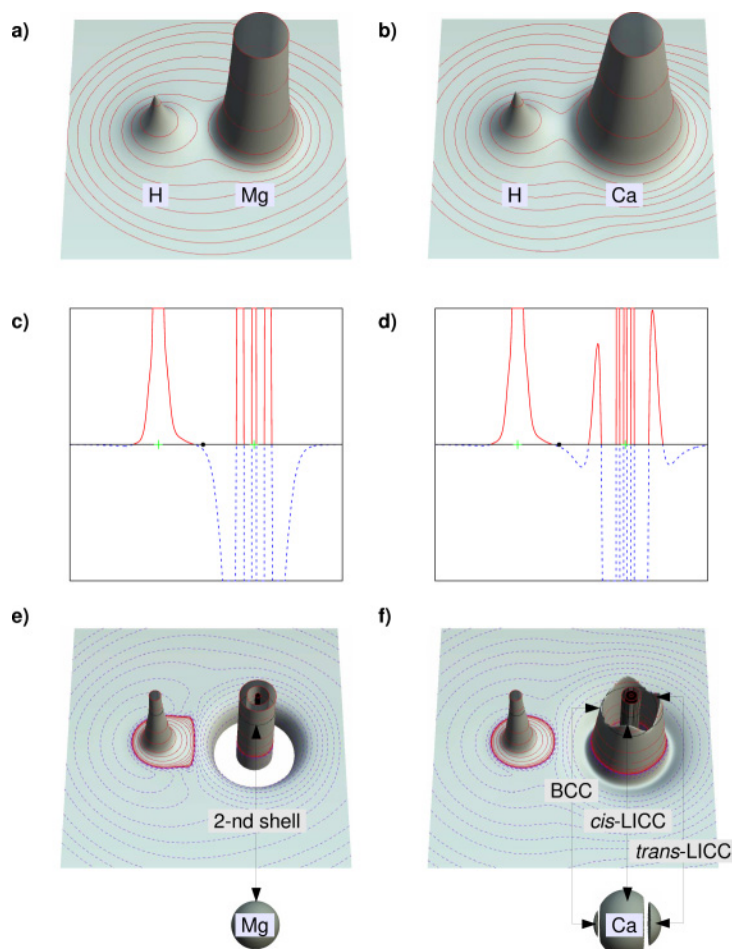 a)
b)
H
Mg
H
Ca
c)
d)
e)
f)
2-nd shell
BCC
cis-LICC
trans-LICC
Mg
Ca